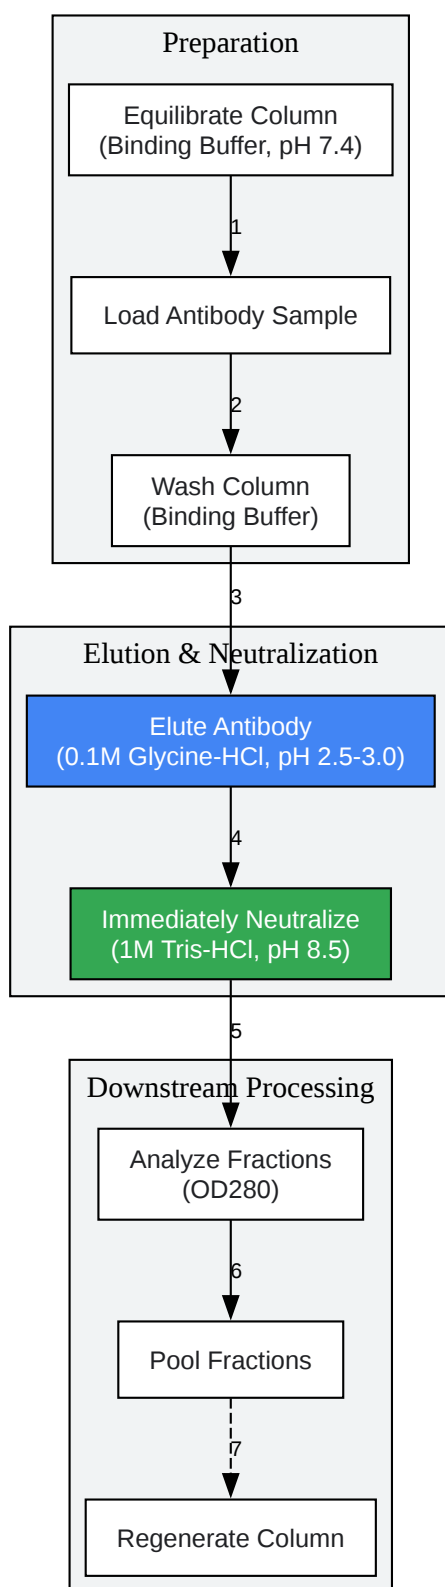 Preparation
Equilibrate Column
(Binding Buffer, pH 7.4)
1
Load Antibody Sample
2
Wash Column
(Binding Buffer)
3
Elution & Neutralization
Elute Antibody
(0.1M Glycine-HCl, pH 2.5-3.0)
4
Immediately Neutralize
(1M Tris-HCl, pH 8.5)
5
Downstream Processing
Analyze Fractions
(OD280)
6
Pool Fractions
7
Regenerate Column